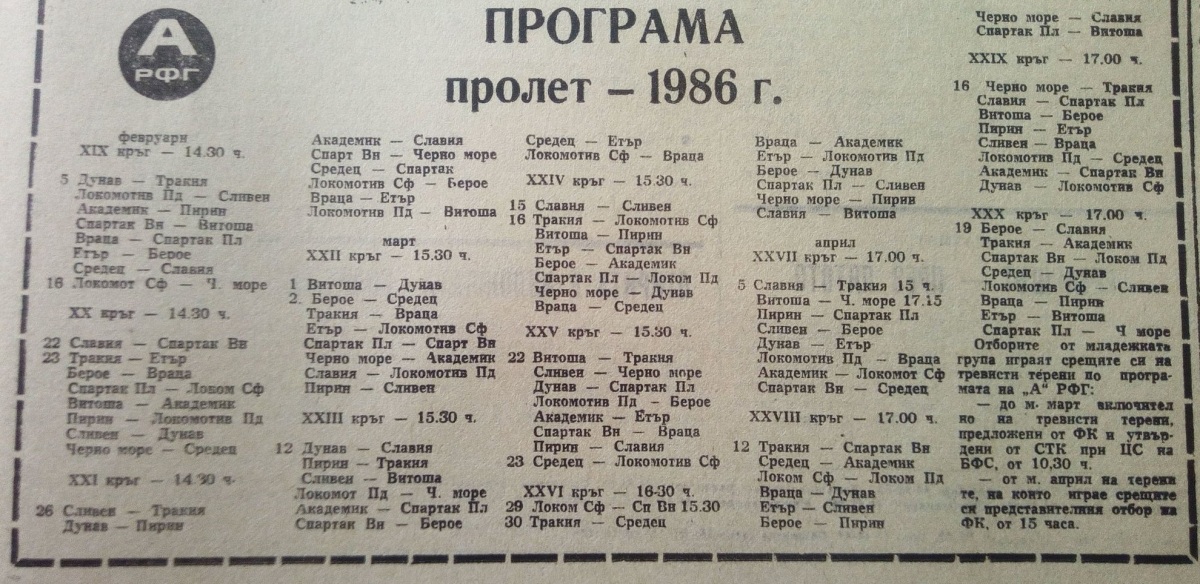 А
РФГ
ПРОГРАМА
пролет — 1986 г.
февруари
XIX кръг — 14.30 ч.
5 Дунав — Тракия
Локомотив Пд — Сливен
Академик — Пирин
Спартак Вн — Витоша
Враца — Спартак Пл
Етър — Берое
Средец — Славия
16 Локомот Сф — Ч. море
XX кръг — 14.30 ч.
22 Славия — Спартак Вн
23 Тракия — Етър
Берое — Враца
Спартак Пл — Локом Сф
Витоша — Академик
Пирин — Локомотив Пд
Сливен — Дунав
Черно море — Средец
XXI кръг — 14.30 ч.
26 Сливен — Тракия
Дунав — Пирин
Академик — Славия
Спарт Вн — Черно море
Средец — Спартак
Локомотив Сф — Берое
Враца — Етър
Локомотив Пд — Витоша
март
XXII кръг — 15.30 ч.
1 Витоша — Дунав
2. Берое — Средец
Тракия — Враца
Етър — Локомотив Сф
Спартак Пл — Спарт Вн
Черно море — Академик
Славия — Локомотив Пд
Пирин — Сливен
XXIII кръг — 15.30 ч.
12 Дунав — Славия
Пирин — Тракия
Сливен — Витоша
Локомот Пд — Ч. море
Академик — Спартак Пл
Спартак Вн — Берое
Средец — Етър
Локомотив Сф — Враца
XXIV кръг — 15.30 ч.
15 Славия — Сливен
16 Тракия — Локомотив Сф
Витоша — Пирин
Етър — Спартак Вн
Берое — Академик
Спартак Пл — Локом Пд
Черно море — Дунав
Враца — Средец
XXV кръг — 15.30 ч.
22 Витоша — Тракия
Сливен — Черно море
Дунав — Спартак Пл
Локомотив Пд — Берое
Академик — Етър
Спартак Вн — Враца
Пирин — Славия
23 Средец — Локомотив Сф
XXVI кръг — 16-30 ч.
29 Локом Сф — Сп Вн 15.30
30 Тракия — Средец
Враца — Академик
Етър — Локомотив Пд
Берое — Дунав
Спартак Пл — Сливен
Черно море — Пирин
Славия — Витоша
април
XXVII кръг — 17.00 ч.
5 Славия — Тракия 15 ч.
Витоша — Ч. море 17.15
Пирин — Спартак Пл
Сливен — Берое
Дунав — Етър
Локомотив Пд — Враца
Академик — Локомот Сф
Спартак Вн — Средец
XXVIII кръг — 17.00 ч.
12 Тракия — Спартак Вн
Средец — Академик
Локом Сф — Локом Пд
Враца — Дунав
Етър — Сливен
Берое — Пирин
Черно море — Славия
Спартак Пл — Витоша
XXIX кръг — 17.00 ч.
16 Черно море — Тракия
Славия — Спартак Пл
Витоша — Берое
Пирин — Етър
Сливен — Враца
Локомотив Пд — Средец
Академик — Спартак Вн
Дунав — Локомотив Сф
XXX кръг — 17.00 ч.
19 Берое — Славия
Тракия — Академик
Спартак Вн — Локом Пд
Средец — Дунав
Локомотив Сф — Сливен
Враца — Пирин
Етър — Витоша
Спартак Пл — Ч море
Отборите от младежката
група играят срещите си на
тревисти терени по програ-
мата на „А“ РФГ:
— до м. март включител
но на тревисти терени,
предложени от ФК и утвър-
дени от СТК при ЦС на
БФС, от 10,30 ч.
— от м. април на терени
те, на които играе срещите
си представителния отбор на
ФК, от 15 часа.